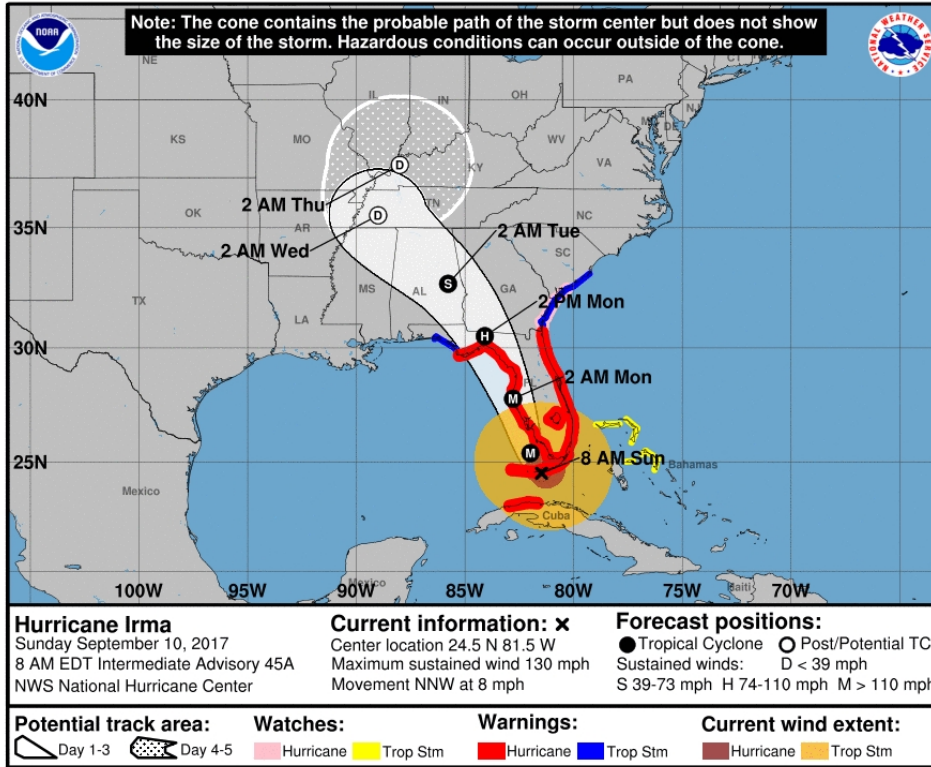 Note: The cone contains the probable path of the storm center but does not show
the size of the storm. Hazardous conditions can occur outside of the cone.
NOAA
NATIONAL WEATHER SERVICE
NE
IL
IN
OH
PA
40N
KS
MO
WV
DE
KY
VA
D
2 AM Thu
TN
OK
AR
D
NC
35N
2 AM Wed
2 AM Tue
SC
S
MS
AL
GA
TX
LA
2 PM Mon
H
30N
FL
2 AM Mon
M
M
8 AM Sun
25N
Bahamas
Mexico
Cuba
Mexico
Haiti
100W
95W
90W
85W
80W
75W
70W
Hurricane Irma
Sunday September 10, 2017
8 AM EDT Intermediate Advisory 45A
NWS National Hurricane Center
Current information: x
Center location 24.5 N 81.5 W
Maximum sustained wind 130 mph
Movement NNW at 8 mph
Forecast positions:
Tropical Cyclone Post/Potential TC
Sustained winds: D < 39 mph
S 39-73 mph H 74-110 mph M > 110 mph
Potential track area:
Day 1-3 Day 4-5
Watches:
Hurricane Trop Stm
Warnings:
Hurricane Trop Stm
Current wind extent:
Hurricane Trop Stm